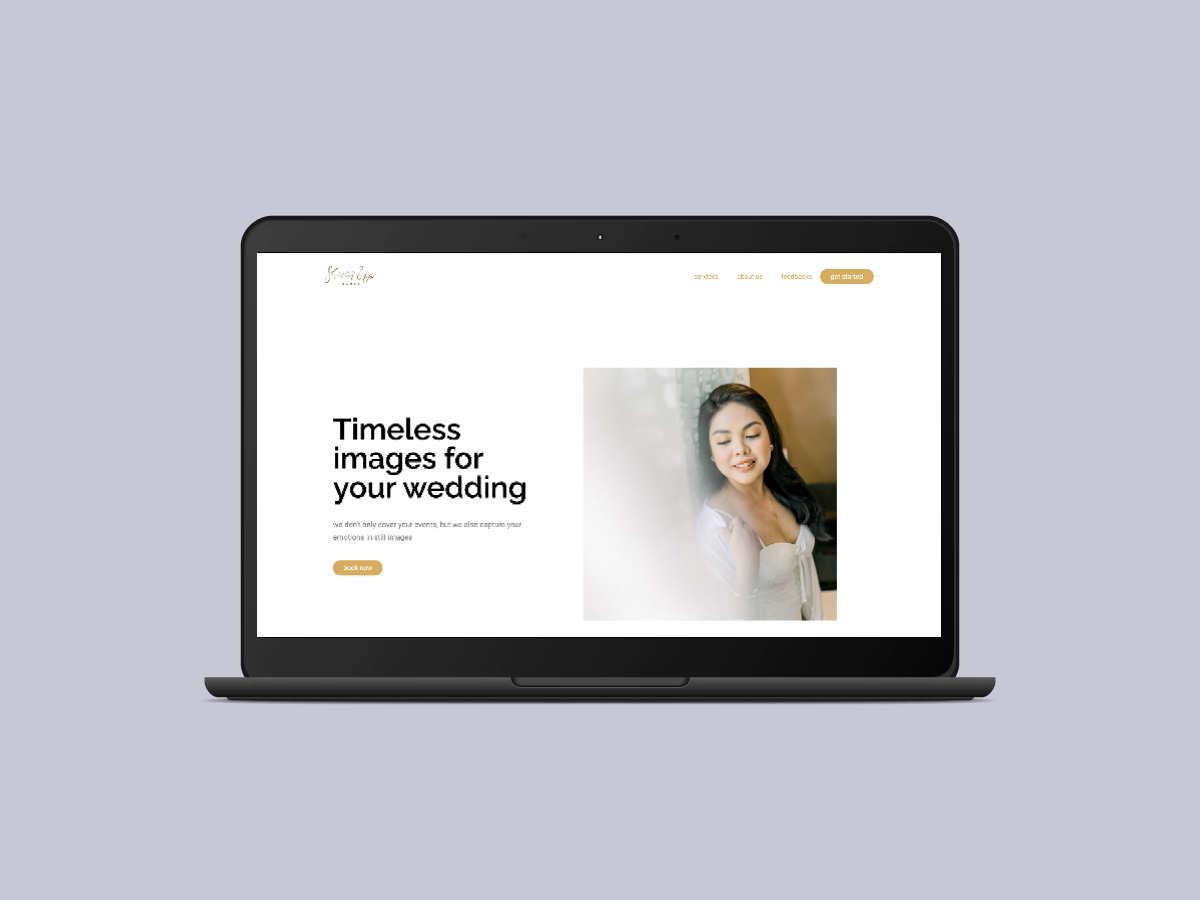 services about us feedbacks get started
Timeless
images for
your wedding
we don't only cover your events, but we also capture your
emotions in still images
book now